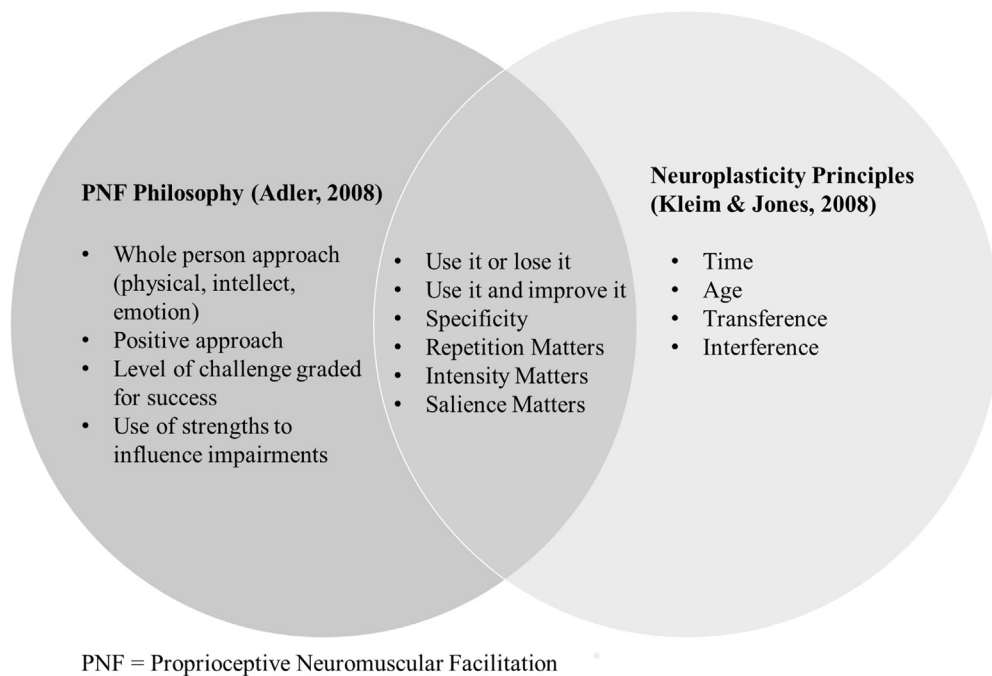 PNF Philosophy (Adler, 2008)
• Whole person approach
(physical, intellect,
emotion)
• Positive approach
• Level of challenge graded
for success
• Use of strengths to
influence impairments
• Use it or lose it
• Use it and improve it
• Specificity
• Repetition Matters
• Intensity Matters
• Salience Matters
Neuroplasticity Principles
(Kleim & Jones, 2008)
• Time
• Age
• Transference
• Interference
PNF = Proprioceptive Neuromuscular Facilitation